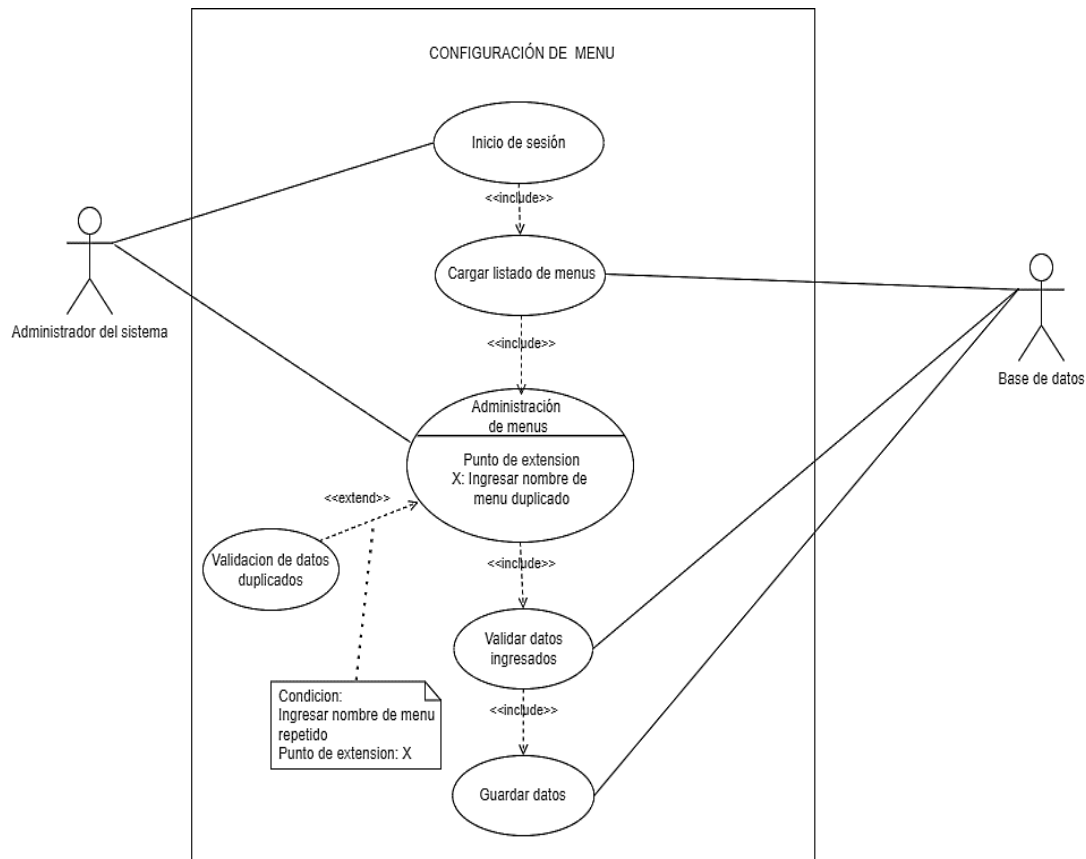 CONFIGURACIÓN DE MENU
Inicio de sesión
<<include>>
Cargar listado de menus
Administrador del sistema
Base de datos
<<include>>
Administración
de menus
Punto de extension
X: Ingresar nombre de
menu duplicado
<<extend>>
Validacion de datos
duplicados
<<include>>
Validar datos
ingresados
Condicion:
Ingresar nombre de menu
repetido
Punto de extension: X
<<include>>
Guardar datos